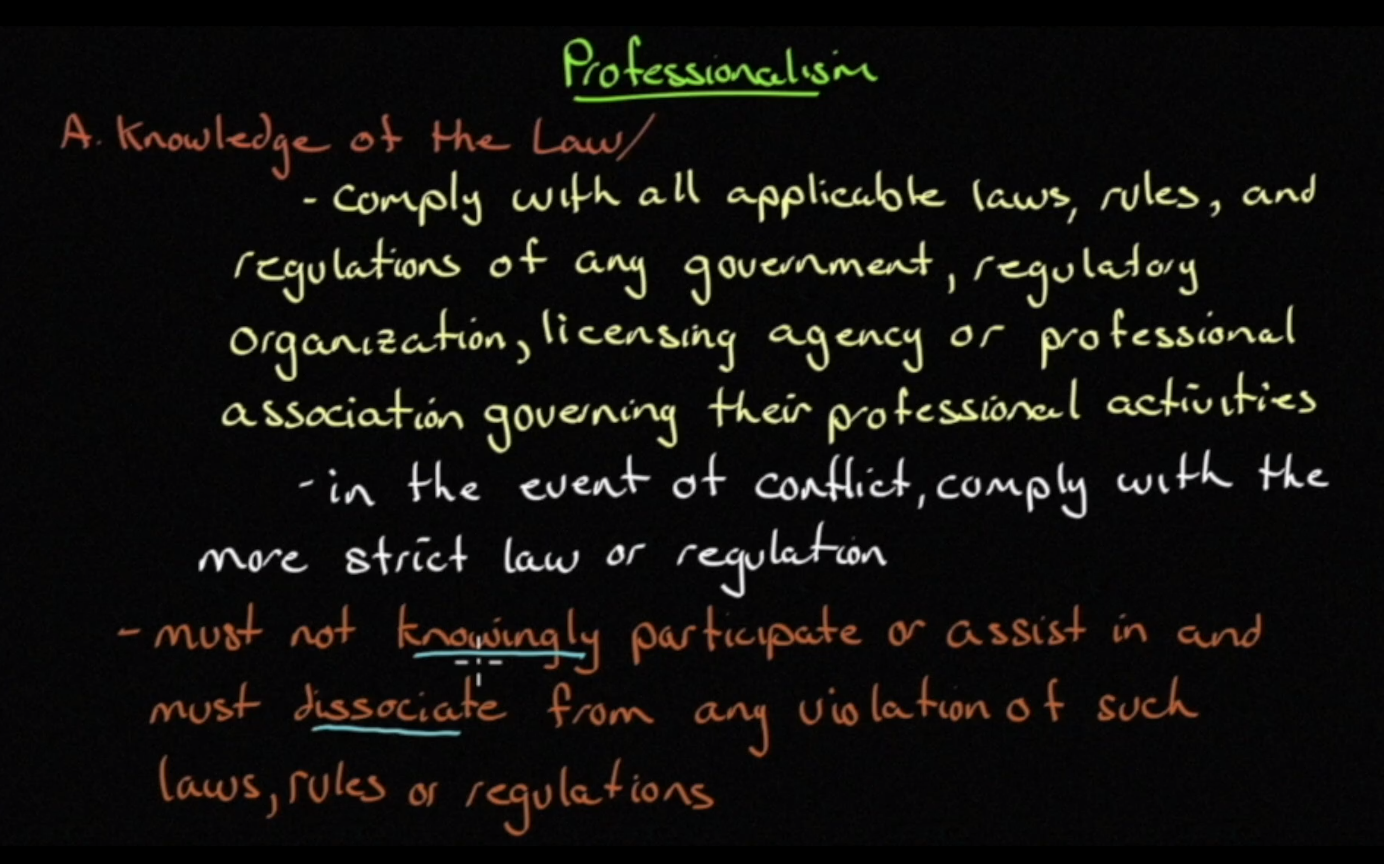 Professionalism
A. Knowledge of the Law/
- comply with all applicable laws, rules, and
regulations of any government, regulatory
organization, licensing agency or professional
association governing their professional activities
- in the event of conflict, comply with the
more strict law or regulation
- must not knowingly participate or assist in and
must dissociate from any violation of such
laws, rules or regulations